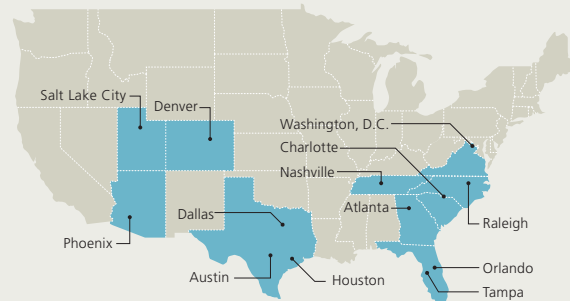 Salt Lake City
Denver
Washington, D.C.
Charlotte
Nashville
Atlanta
Dallas
Raleigh
Phoenix
Austin
Houston
Orlando
Tampa